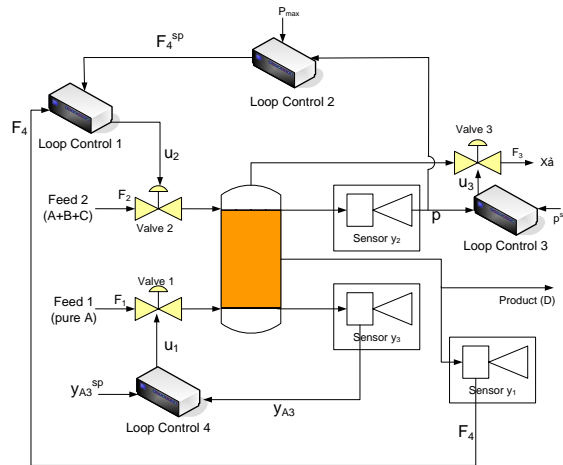 Pmax
F4sp
Loop Control 2
F4
Loop Control 1
Valve 3
F3
Xả
u2
u3
Feed 2
(A+B+C)
F2
Valve 2
p
Sensor y2
Loop Control 3
ps
Valve 1
Feed 1
(pure A)
F1
Product (D)
Sensor y3
u1
yA3sp
yA3
Loop Control 4
Sensor y1
F4